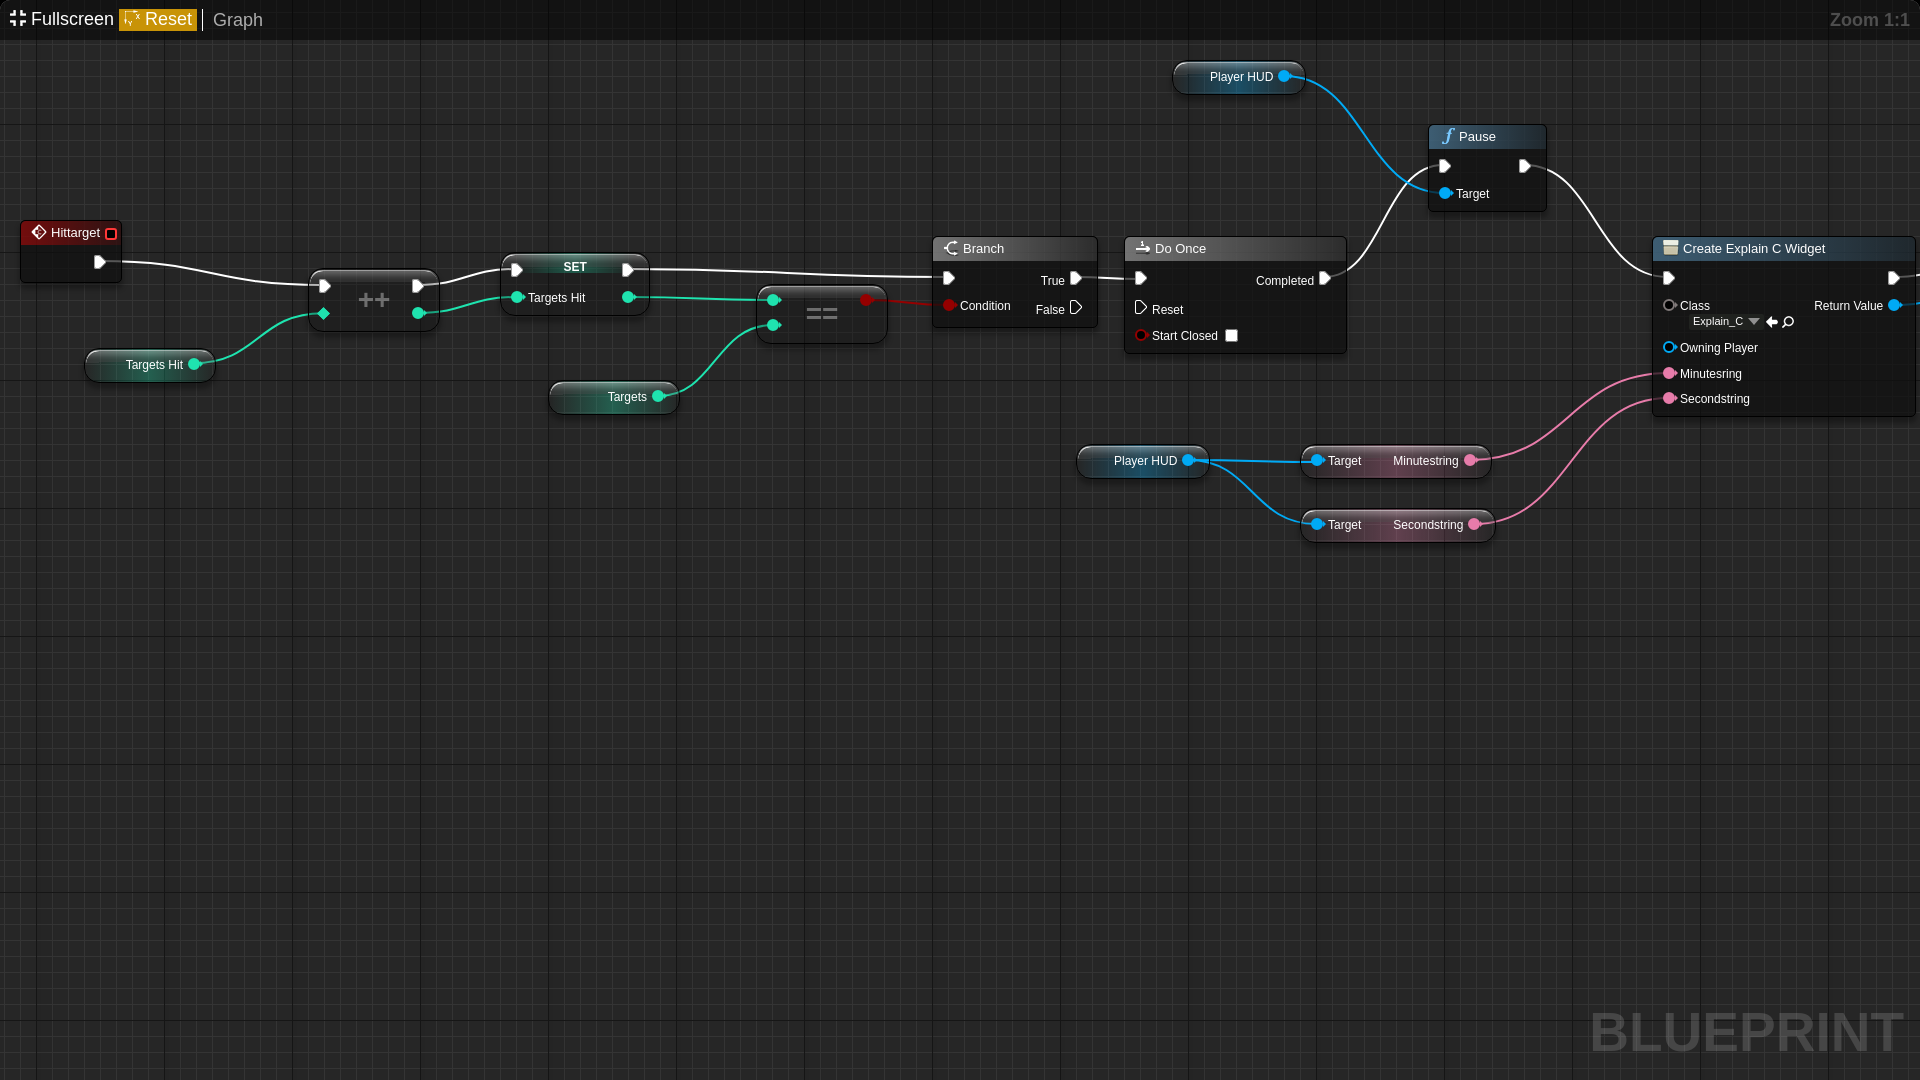 Fullscreen Reset Graph Zoom 1:1
Player HUD
Pause
Target
Hittarget
++
SET
Targets Hit
Targets Hit
==
Targets
Branch
True
Condition
False
Do Once
Completed
Reset
Start Closed
Create Explain C Widget
Class
Return Value
Explain_C
Owning Player
Minutesring
Secondstring
Player HUD
Target Minutestring
Target Secondstring
BLUEPRINT